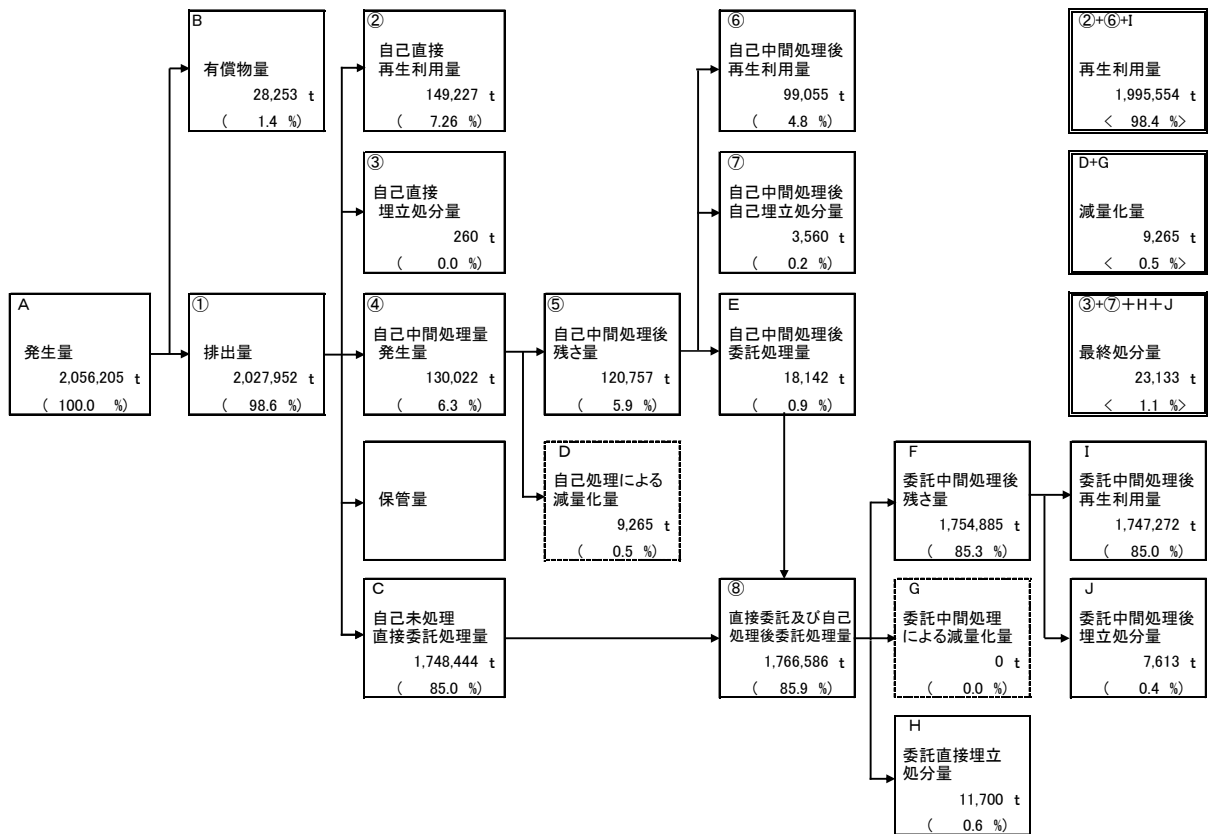 B
有償物量
28,253 t
( 1.4 %)
②
自己直接
再生利用量
149,227 t
( 7.26 %)
⑥
自己中間処理後
再生利用量
99,055 t
( 4.8 %)
②+⑥+I
再生利用量
1,995,554 t
< 98.4 %>
③
自己直接
埋立処分量
260 t
( 0.0 %)
⑦
自己中間処理後
自己埋立処分量
3,560 t
( 0.2 %)
D+G
減量化量
9,265 t
< 0.5 %>
A
発生量
2,056,205 t
( 100.0 %)
①
排出量
2,027,952 t
( 98.6 %)
④
自己中間処理量
発生量
130,022 t
( 6.3 %)
⑤
自己中間処理後
残さ量
120,757 t
( 5.9 %)
E
自己中間処理後
委託処理量
18,142 t
( 0.9 %)
③+⑦+H+J
最終処分量
23,133 t
< 1.1 %>
保管量
D
自己処理による
減量化量
9,265 t
( 0.5 %)
F
委託中間処理後
残さ量
1,754,885 t
( 85.3 %)
I
委託中間処理後
再生利用量
1,747,272 t
( 85.0 %)
C
自己未処理
直接委託処理量
1,748,444 t
( 85.0 %)
⑧
直接委託及び自己
処理後委託処理量
1,766,586 t
( 85.9 %)
G
委託中間処理
による減量化量
0 t
( 0.0 %)
J
委託中間処理後
埋立処分量
7,613 t
( 0.4 %)
H
委託直接埋立
処分量
11,700 t
( 0.6 %)